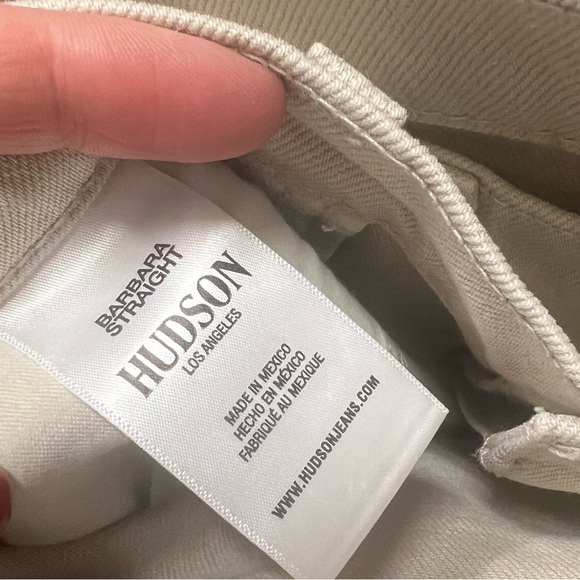 BARBARA
STRAIGHT
HUDSON
LOS ANGELES
MADE IN MEXICO
HECHO EN MÉXICO
FABRIQUÉ AU MEXIQUE
WWW.HUDSONJEANS.COM